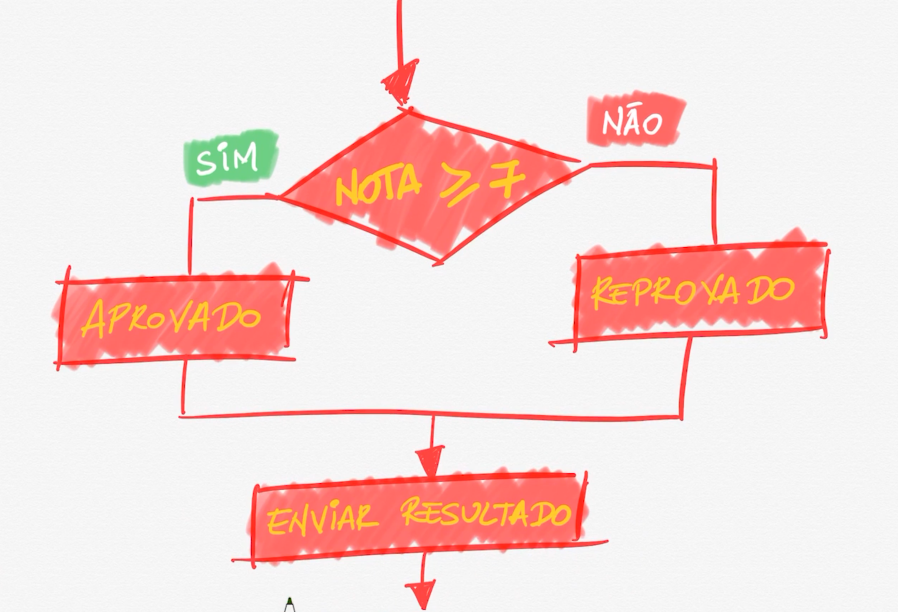 NÃO
SIM
NOTA ≥ 7
APROVADO
REPROVADO
ENVIAR RESULTADO